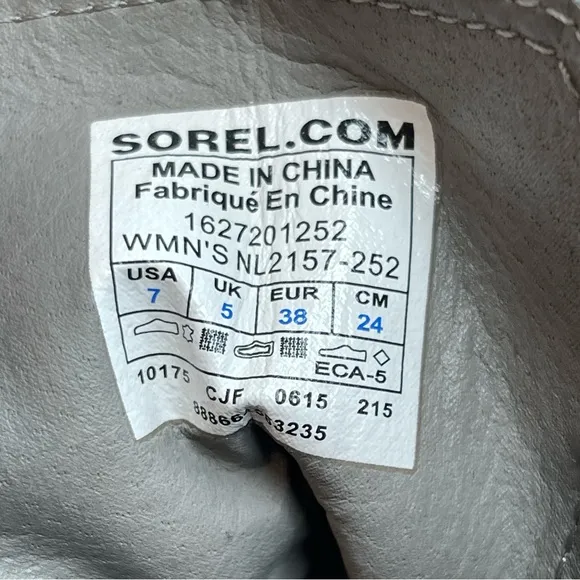 SOREL.COM
MADE IN CHINA
Fabriqué En Chine
1627201252
WMN'S NL2157-252
USA UK EUR CM
7 5 38 24
ECA-5
10175 CJF 0615 215